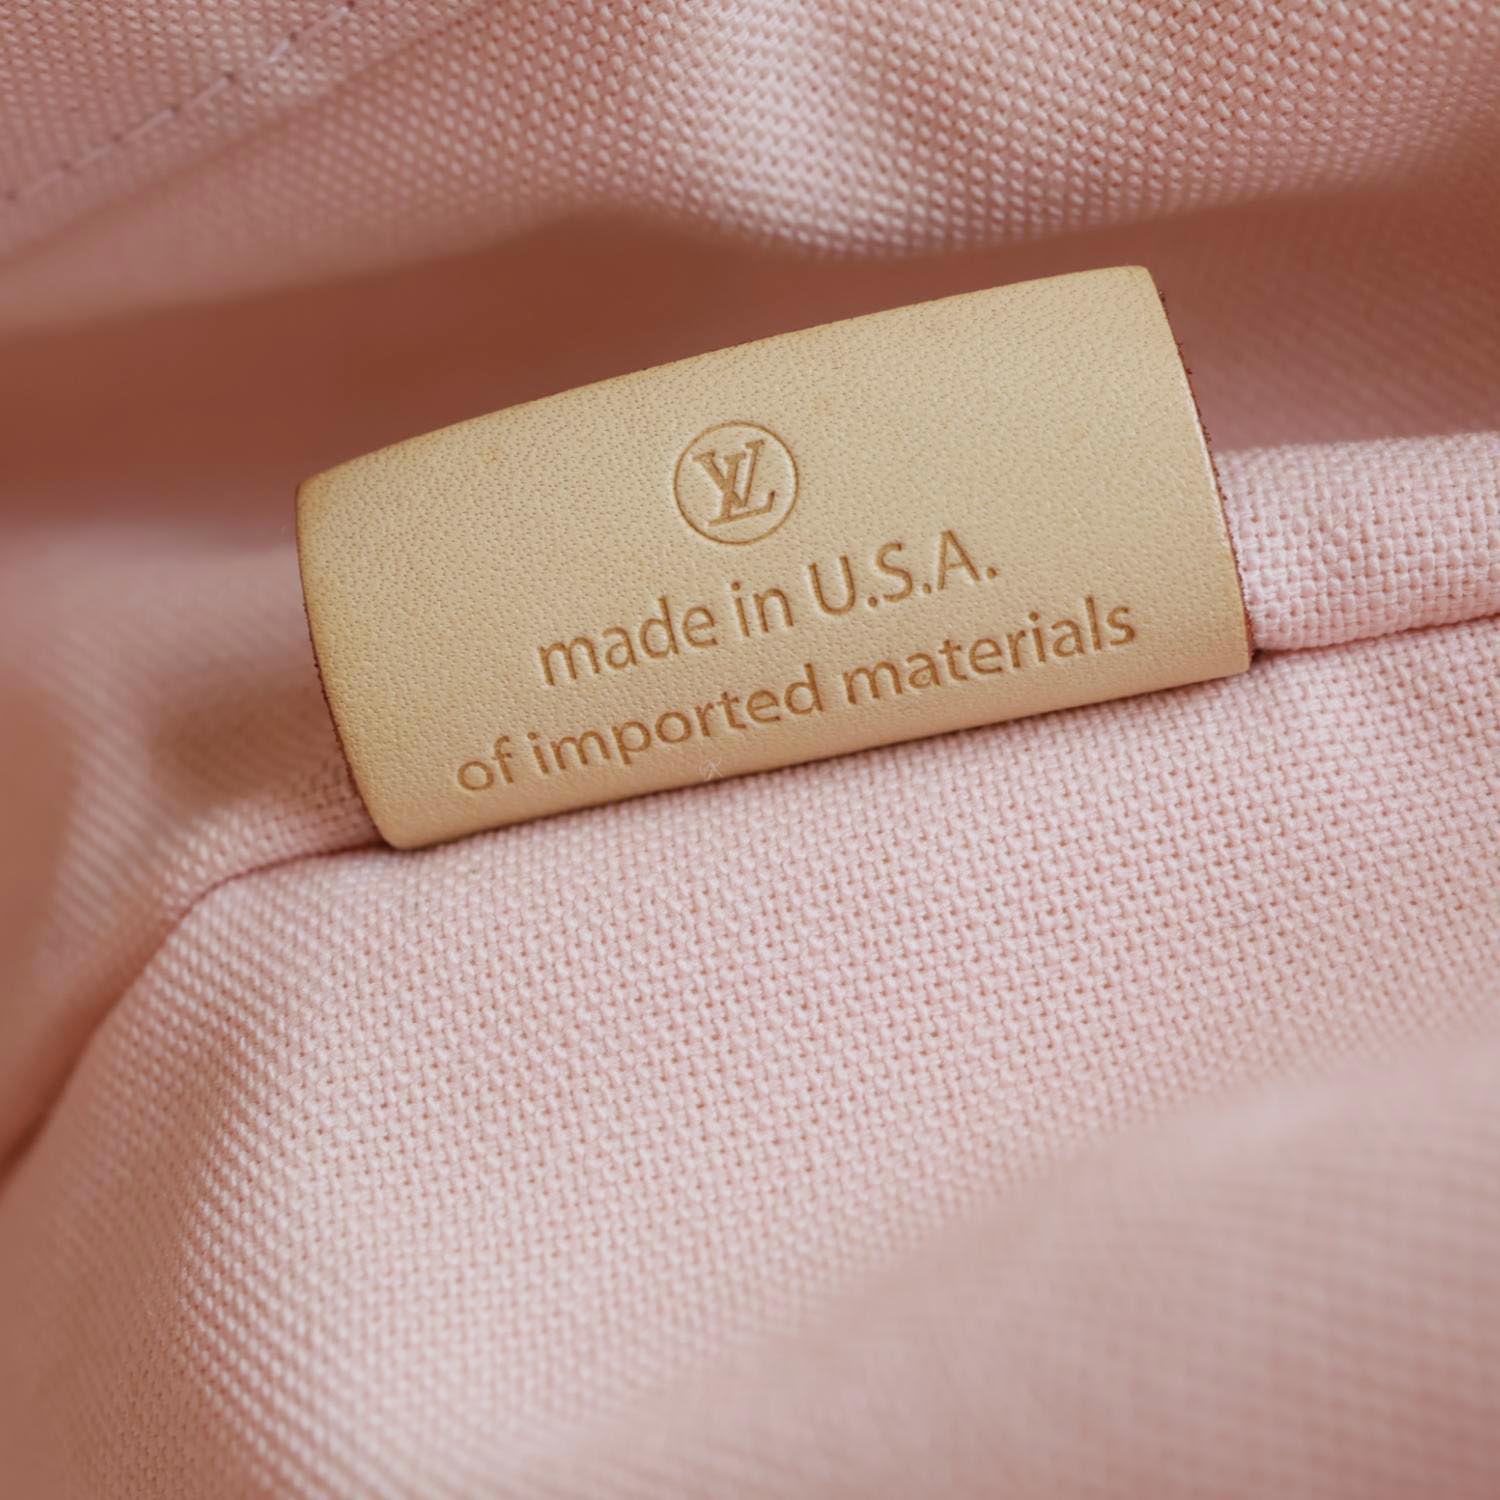 LV
made in U.S.A.
of imported materials